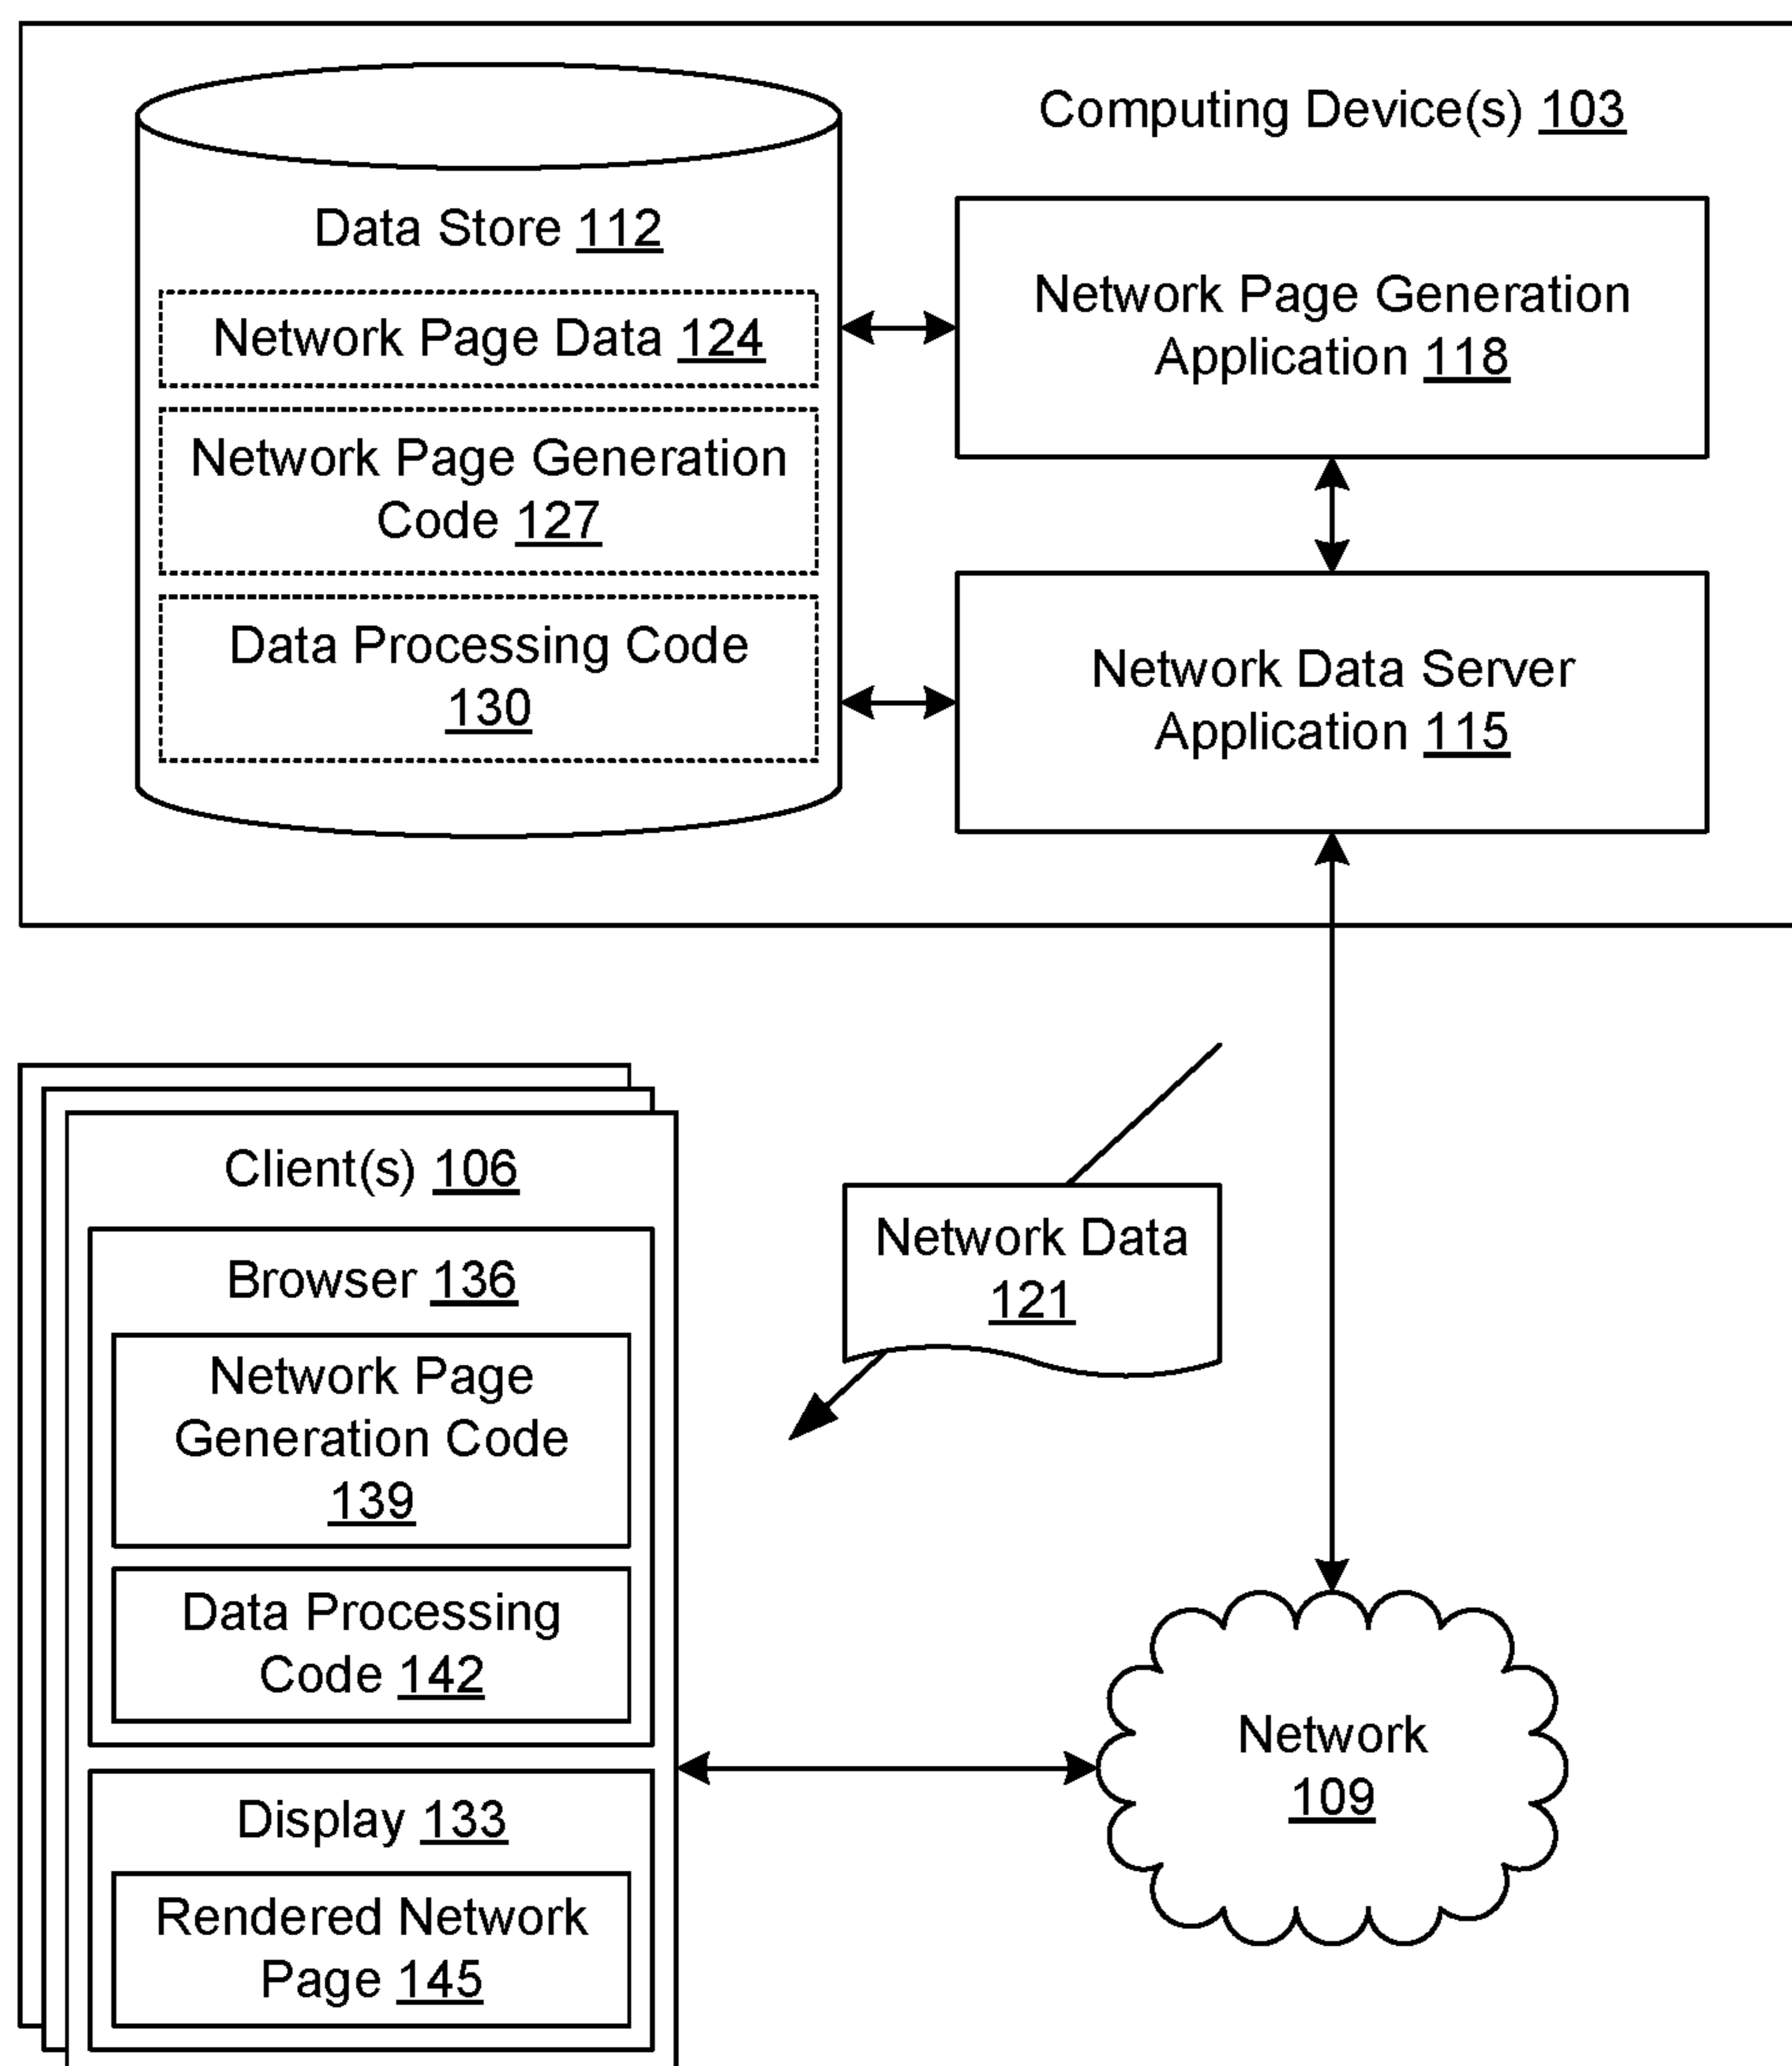 Computing Device(s) 103
Data Store 112
Network Page Data 124
Network Page Generation
Code 127
Data Processing Code
130
Network Page Generation
Application 118
Network Data Server
Application 115
Client(s) 106
Browser 136
Network Page
Generation Code
139
Data Processing
Code 142
Display 133
Rendered Network
Page 145
Network Data
121
Network
109